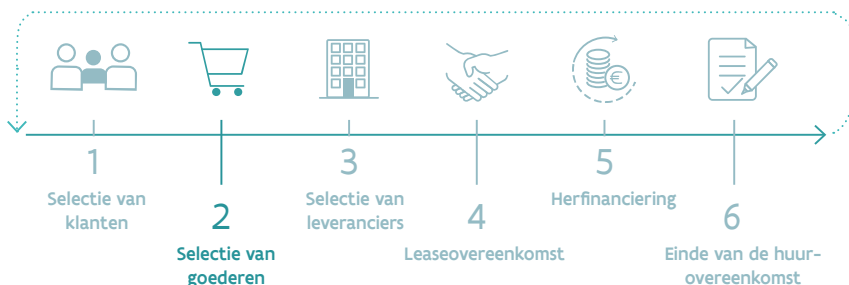 €
1
Selectie van
klanten
2
Selectie van
goederen
3
Selectie van
leveranciers
4
Leaseovereenkomst
5
Herfinanciering
6
Einde van de huur-
overeenkomst